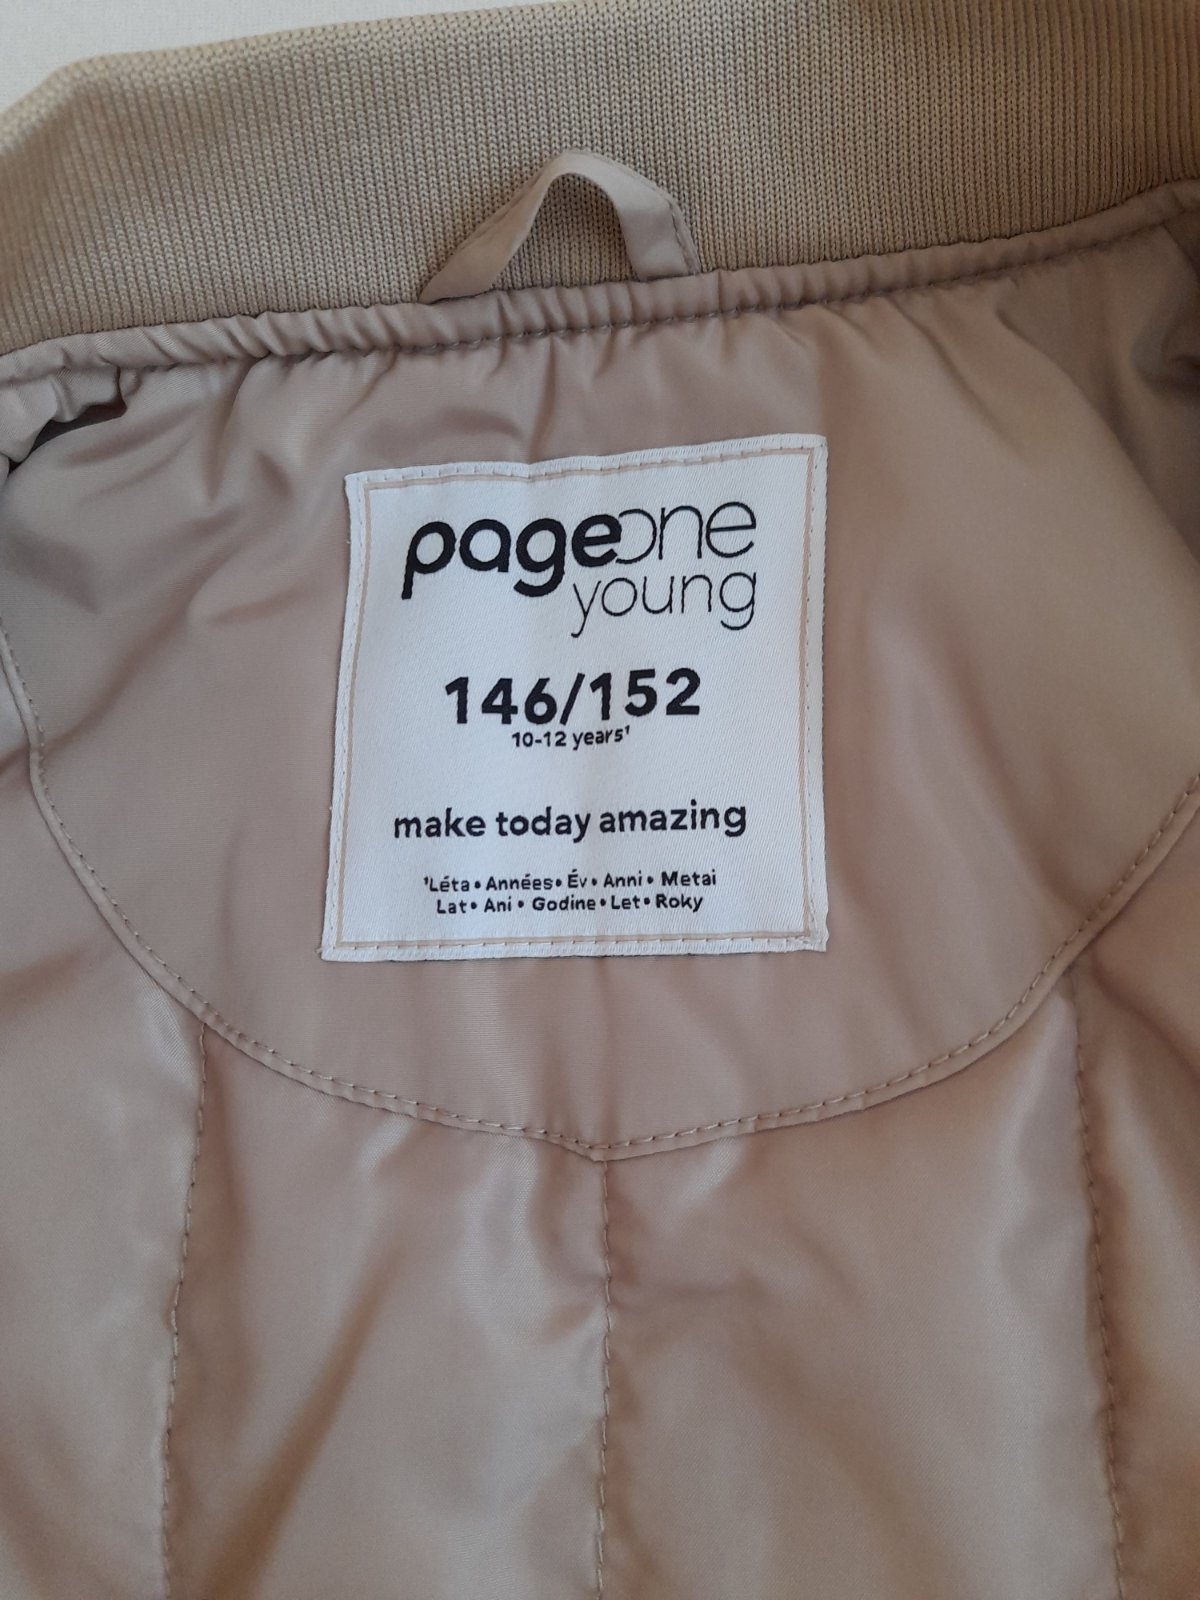 pageone
young
146/152
10-12 years¹
make today amazing
¹Léta • Années • Év • Anni • Metai
Lat • Ani • Godine • Let • Roky